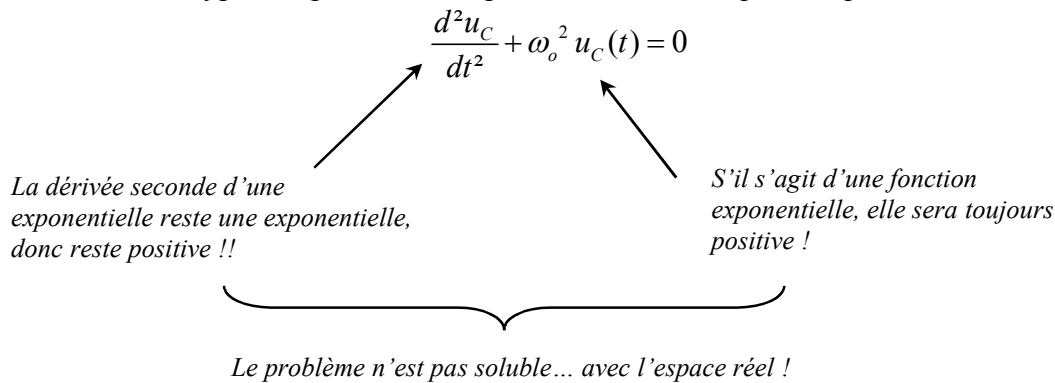 d²u_C/dt² + ω_o² u_C(t) = 0
La dérivée seconde d'une
exponentielle reste une exponentielle,
donc reste positive !!
S'il s'agit d'une fonction
exponentielle, elle sera toujours
positive !
Le problème n'est pas soluble… avec l'espace réel !